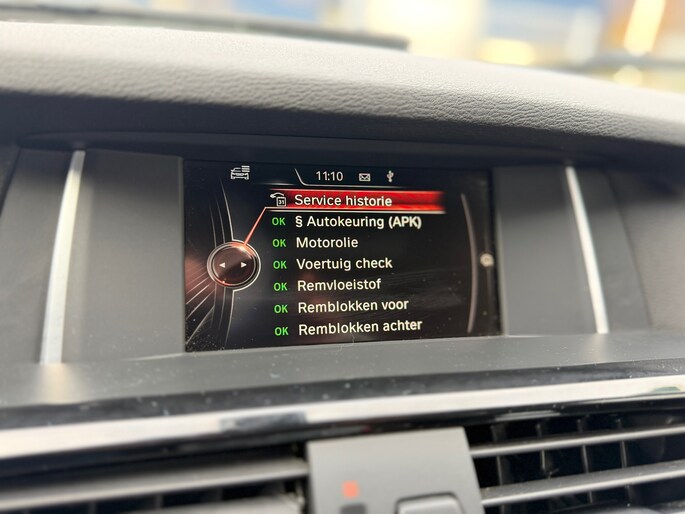 11:10
31 Service historie
OK § Autokeuring (APK)
OK Motorolie
OK Voertuig check
OK Remvloeistof
OK Remblokken voor
OK Remblokken achter